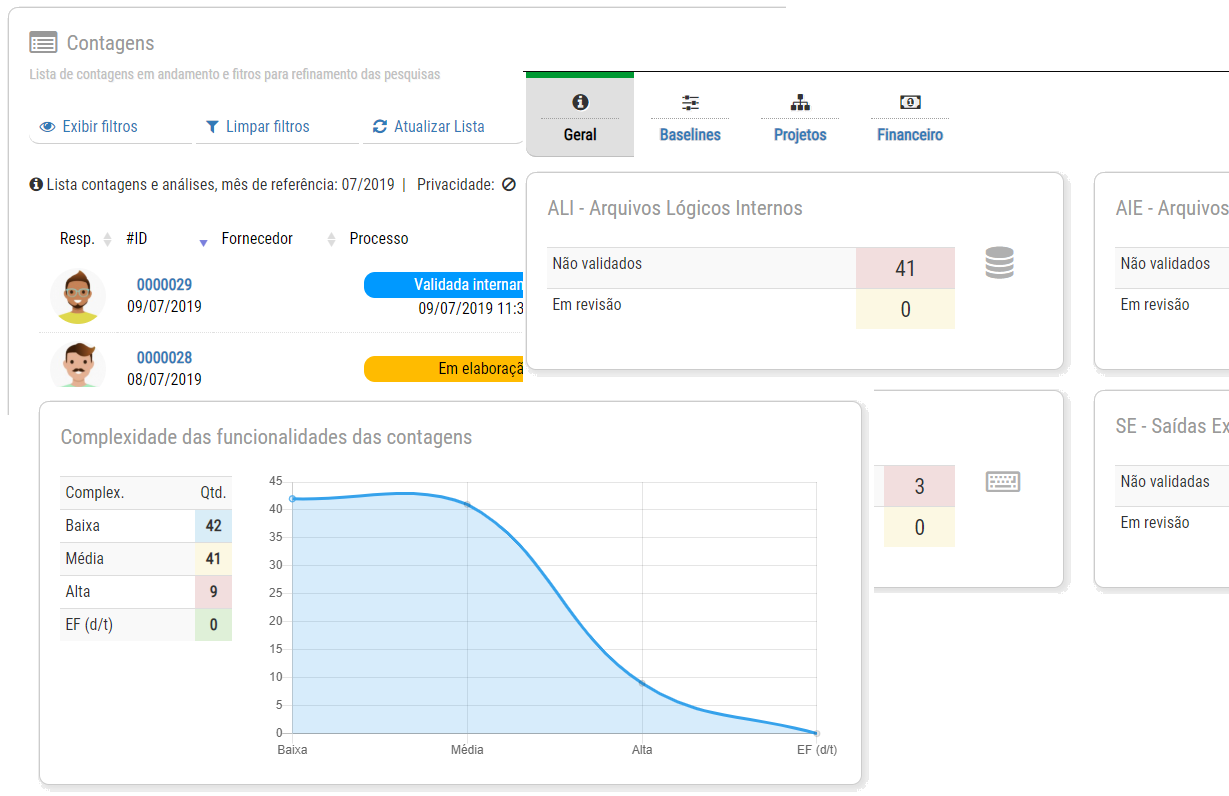 Contagens
Lista de contagens em andamento e fitros para refinamento das pesquisas
Exibir filtros
Limpar filtros
Atualizar Lista
Lista contagens e análises, mês de referência: 07/2019 | Privacidade:
Resp. #ID Fornecedor Processo
0000029
09/07/2019
Validada internan
09/07/2019 11:3
0000028
08/07/2019
Em elaboraçã
Geral Baselines Projetos Financeiro
ALI - Arquivos Lógicos Internos
Não validados 41
Em revisão 0
AIE - Arquivos
Não validados
Em revisão
3
0
SE - Saídas Ex
Não validadas
Em revisão
Complexidade das funcionalidades das contagens
Complex. Qtd.
Baixa 42
Média 41
Alta 9
EF (d/t) 0
45
40
35
30
25
20
15
10
5
0
Baixa Média Alta EF (d/t)